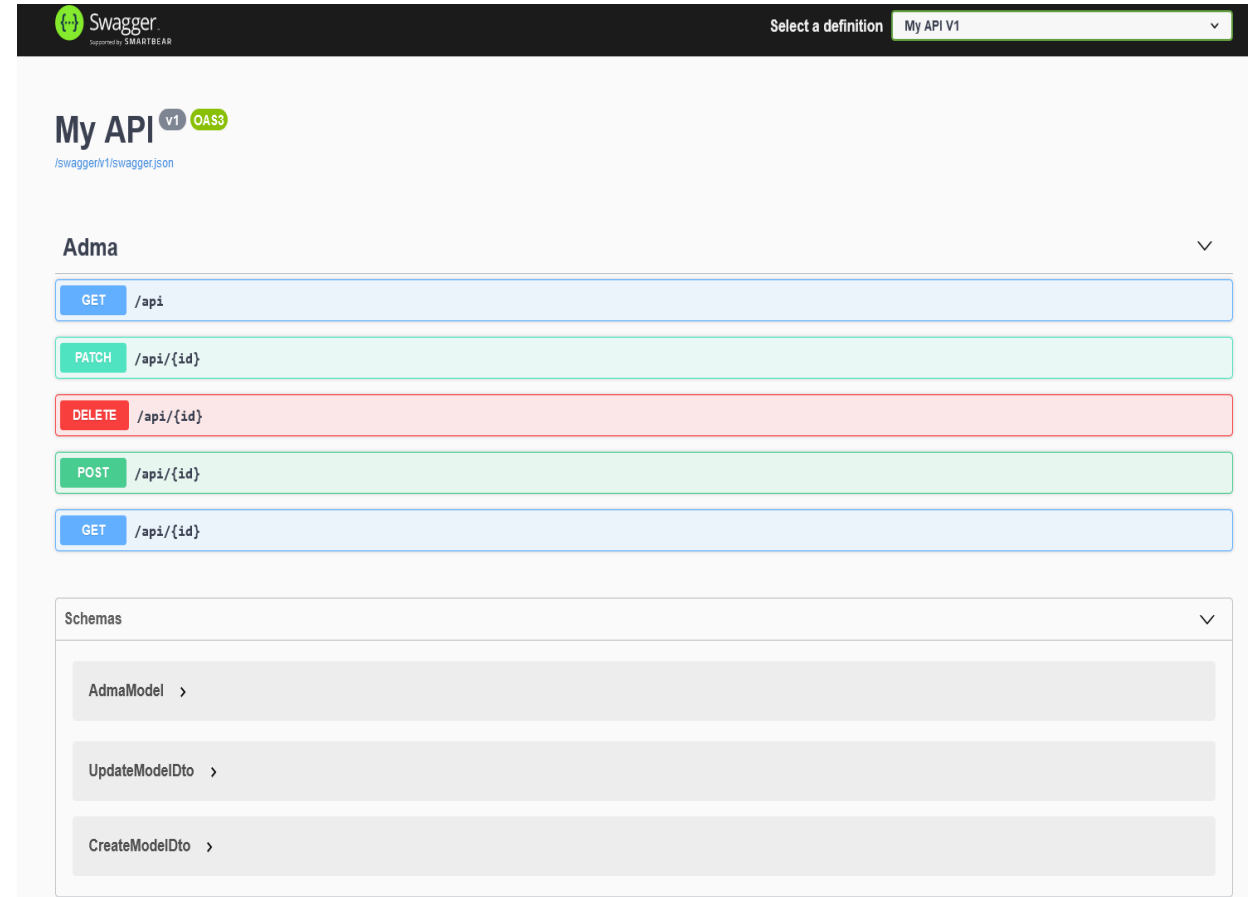 Swagger.
Supported by SMARTBEAR
Select a definition
My API V1
My API v1 OAS3
/swagger/v1/swagger.json
Adma
GET /api
PATCH /api/{id}
DELETE /api/{id}
POST /api/{id}
GET /api/{id}
Schemas
AdmaModel
UpdateModelDto
CreateModelDto